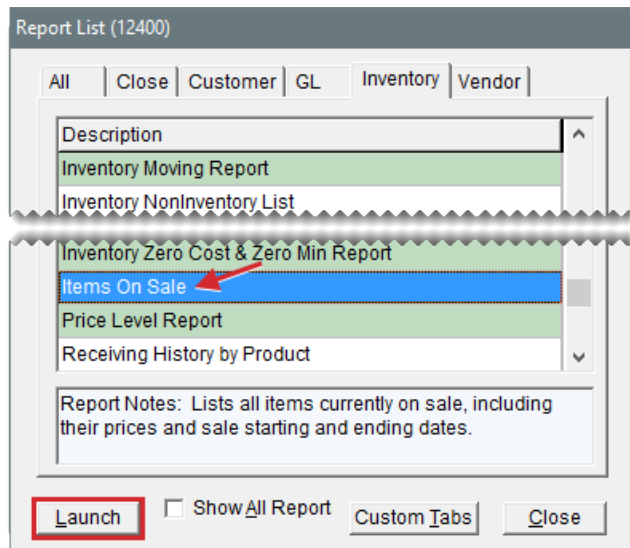 Report List (12400)
All Close Customer GL Inventory Vendor
Description
Inventory Moving Report
Inventory NonInventory List
Inventory Zero Cost & Zero Min Report
Items On Sale
Price Level Report
Receiving History by Product
Report Notes: Lists all items currently on sale, including
their prices and sale starting and ending dates.
Launch Show All Report Custom Tabs Close